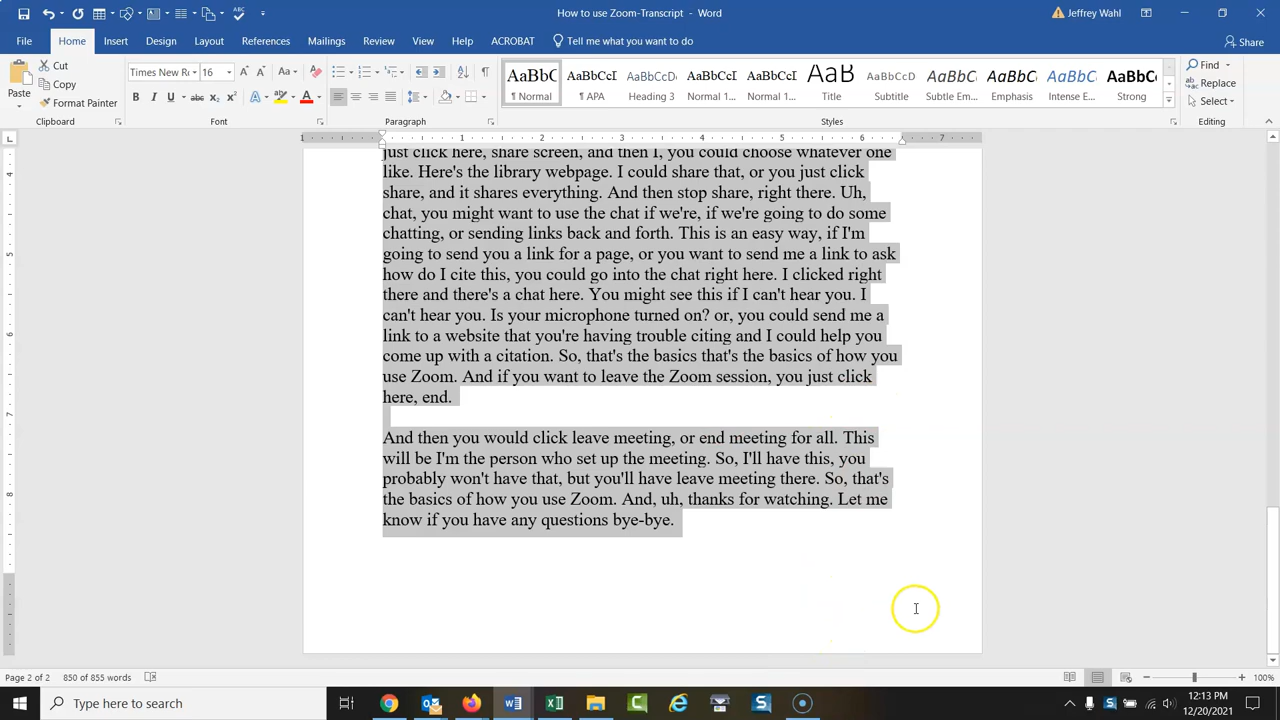 How to use Zoom-Transcript - Word
Jeffrey Wahl
File Home Insert Design Layout References Mailings Review View Help ACROBAT Tell me what you want to do Share
Paste
Cut
Copy
Format Painter
Clipboard
Times New R 16
Font
Paragraph
AaBbC AaBbCcI AaBbCcD AaBbC AaBbCcI AaB AaBbCcD AaBbCcD AaBbCcI AaBbCcD AaBbCc
¶ Normal ¶ APA Heading 3 Normal 1... Normal 1... Title Subtitle Subtle Em... Emphasis Intense E... Strong
Styles
Find
Replace
Select
Editing
1 1 2 3 4 5 6 7
just click here, share screen, and then I, you could choose whatever one
like. Here's the library webpage. I could share that, or you just click
share, and it shares everything. And then stop share, right there. Uh,
chat, you might want to use the chat if we're, if we're going to do some
chatting, or sending links back and forth. This is an easy way, if I'm
going to send you a link for a page, or you want to send me a link to ask
how do I cite this, you could go into the chat right here. I clicked right
there and there's a chat here. You might see this if I can't hear you. I
can't hear you. Is your microphone turned on? or, you could send me a
link to a website that you're having trouble citing and I could help you
come up with a citation. So, that's the basics that's the basics of how you
use Zoom. And if you want to leave the Zoom session, you just click
here, end.
And then you would click leave meeting, or end meeting for all. This
will be I'm the person who set up the meeting. So, I'll have this, you
probably won't have that, but you'll have leave meeting there. So, that's
the basics of how you use Zoom. And, uh, thanks for watching. Let me
know if you have any questions bye-bye.
Page 2 of 2 850 of 855 words 100%
Type here to search
12:13 PM
12/20/2021